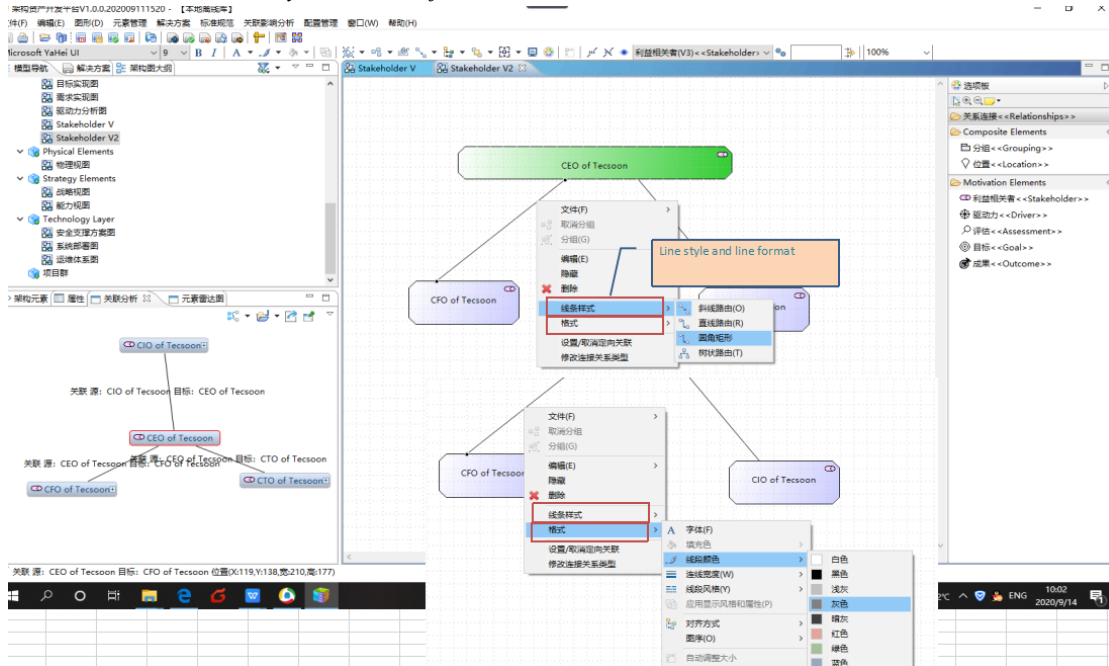 架构资产开发平台V1.0.0.202009111520 - 【本地离线库】
文件(F) 编辑(E) 图形(D) 元素管理 解决方案 标准规范 关联影响分析 配置管理 窗口(W) 帮助(H)
Microsoft YaHei UI 9 B I A 利益相关者(V3)<<Stakeholder> 100%
模型导航 解决方案 架构图大纲
目标实现图
需求实现图
驱动力分析图
Stakeholder V
Stakeholder V2
Physical Elements
物理视图
Strategy Elements
战略视图
能力视图
Technology Layer
安全支撑方案图
系统部署图
运维体系图
项目群
架构元素 属性 关联分析 元素雷达图
CIO of Tecsoon
关联 源: CIO of Tecsoon 目标: CEO of Tecsoon
CEO of Tecsoon
关联 源: CEO of Tecsoon 目标: CTO of Tecsoon
关联 源: CEO of Tecsoon 目标: CFO of Tecsoon
CTO of Tecsoon
CFO of Tecsoon
关联 源: CEO of Tecsoon 目标: CFO of Tecsoon 位置(X:119,Y:138,宽:210,高:177)
Stakeholder V Stakeholder V2
CEO of Tecsoon
CFO of Tecsoon
on
文件(F)
取消分组
分组(G)
编辑(E)
隐藏
删除
线条样式
格式
设置/取消定向关联
修改连接关系类型
Line style and line format
斜线路由(O)
直线路由(R)
圆角矩形
树状路由(T)
CFO of Tecsoon
CIO of Tecsoon
文件(F)
取消分组
分组(G)
编辑(E)
隐藏
删除
线条样式
格式
设置/取消定向关联
修改连接关系类型
A 字体(F)
填充色
线段颜色
连线宽度(W)
线段风格(Y)
应用显示风格和属性(P)
对齐方式
图序(O)
自动调整大小
白色
黑色
浅灰
灰色
暗灰
红色
绿色
蓝色
选项板
关系连接<<Relationships>>
Composite Elements
分组<<Grouping>>
位置<<Location>>
Motivation Elements
利益相关者<<Stakeholder>>
驱动力<<Driver>>
评估<<Assessment>>
目标<<Goal>>
成果<<Outcome>>
℃ ENG 10:02
2020/9/14